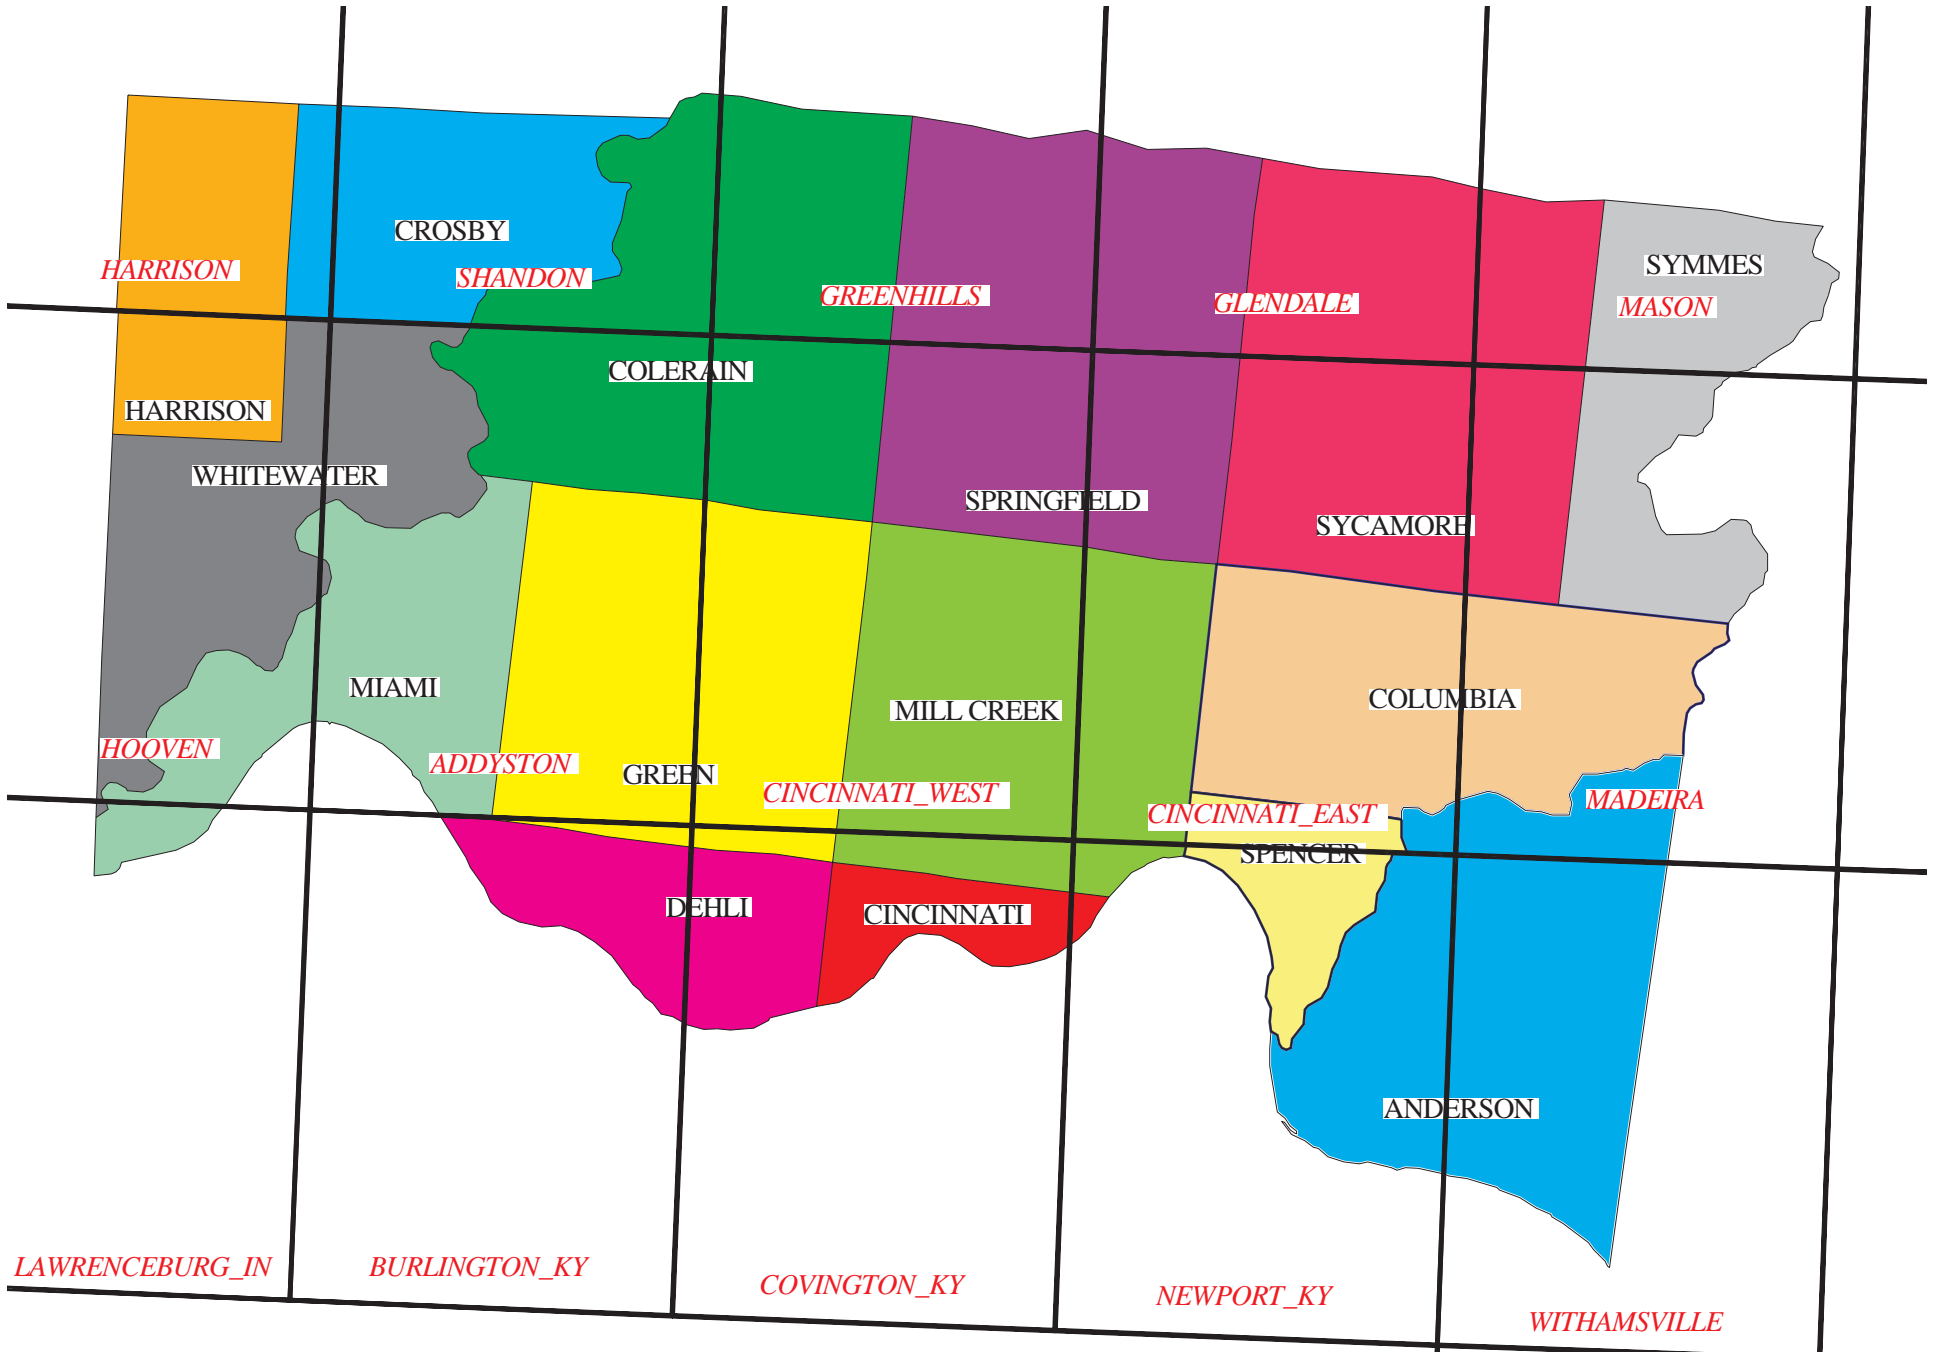 CROSBY
SYMMES
HARRISON
SHANDON
GREENHILLS
GLENDALE
MASON
COLERAIN
HARRISON
WHITEWATER
SPRINGFIELD
SYCAMORE
MIAMI
MILL CREEK
COLUMBIA
HOOVEN
ADDYSTON
GREEN
CINCINNATI_WEST
MADEIRA
CINCINNATI_EAST
SPENCER
DEHLI
CINCINNATI
ANDERSON
LAWRENCEBURG_IN
BURLINGTON_KY
COVINGTON_KY
NEWPORT_KY
WITHAMSVILLE